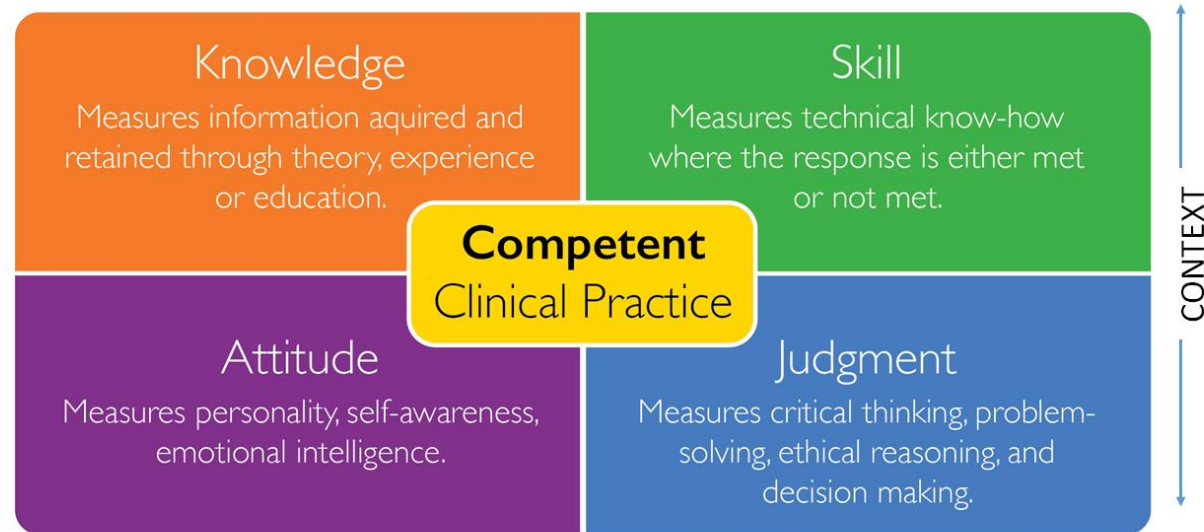 Knowledge
Measures information aquired and
retained through theory, experience
or education.
Skill
Measures technical know-how
where the response is either met
or not met.
Competent
Clinical Practice
Attitude
Measures personality, self-awareness,
emotional intelligence.
Judgment
Measures critical thinking, problem-
solving, ethical reasoning, and
decision making.
CONTEXT